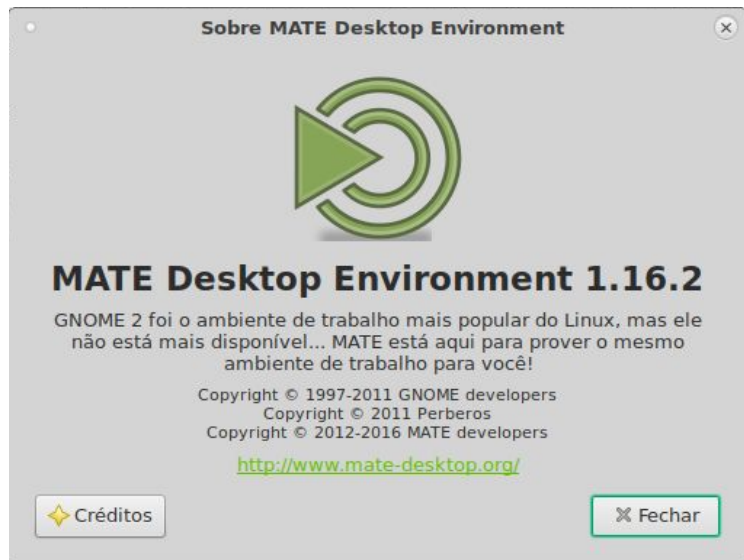 Sobre MATE Desktop Environment
MATE Desktop Environment 1.16.2
GNOME 2 foi o ambiente de trabalho mais popular do Linux, mas ele
não está mais disponível... MATE está aqui para prover o mesmo
ambiente de trabalho para você!
Copyright © 1997-2011 GNOME developers
Copyright © 2011 Perberos
Copyright © 2012-2016 MATE developers
http://www.mate-desktop.org/
Créditos
Fechar